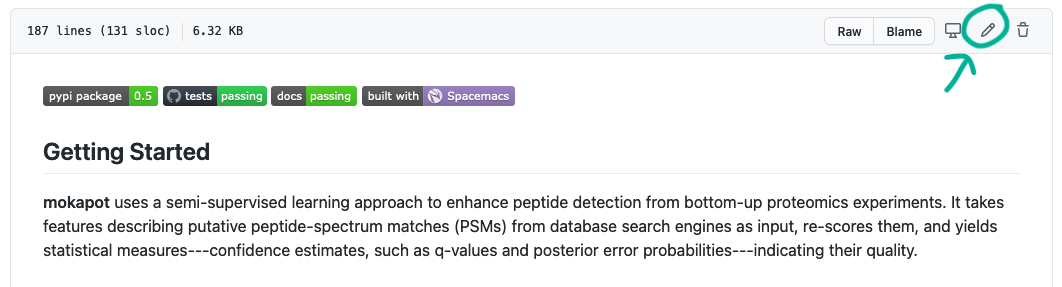 187 lines (131 sloc) 6.32 KB Raw Blame
pypi package 0.5 tests passing docs passing built with Spacemacs
Getting Started
mokapot uses a semi-supervised learning approach to enhance peptide detection from bottom-up proteomics experiments. It takes
features describing putative peptide-spectrum matches (PSMs) from database search engines as input, re-scores them, and yields
statistical measures---confidence estimates, such as q-values and posterior error probabilities---indicating their quality.